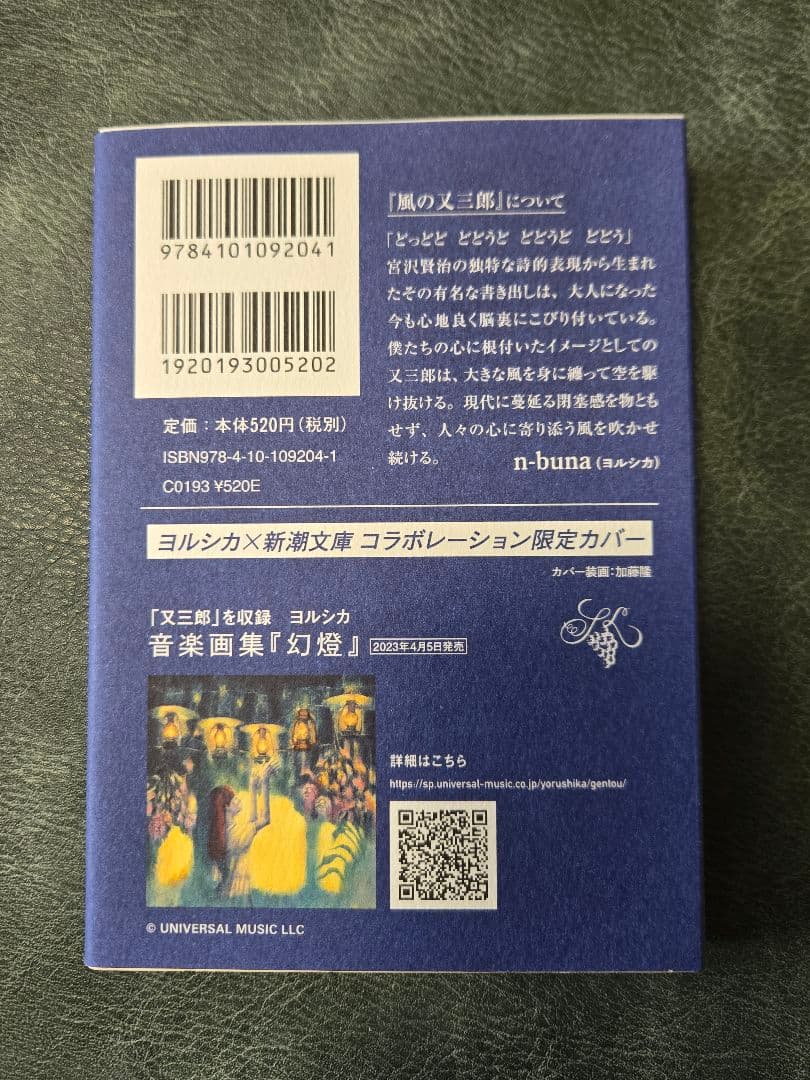 9784101092041
1920193005202
定価：本体520円（税別）
ISBN978-4-10-109204-1
C0193 ¥520E
『風の又三郎』について
「どっどど どどうど どどうど どどう」
宮沢賢治の独特な詩的表現から生まれ
たその有名な書き出しは、大人になった
今も心地良く脳裏にこびり付いている。
僕たちの心に根付いたイメージとしての
又三郎は、大きな風を身に纏って空を駆
け抜ける。現代に蔓延る閉塞感を物とも
せず、人々の心に寄り添う風を吹かせ
続ける。
n-buna（ヨルシカ）
ヨルシカ×新潮文庫 コラボレーション限定カバー
カバー装画：加藤隆
「又三郎」を収録　ヨルシカ
音楽画集『幻燈』 2023年4月5日発売
詳細はこちら
https://sp.universal-music.co.jp/yorushika/gentou/
© UNIVERSAL MUSIC LLC